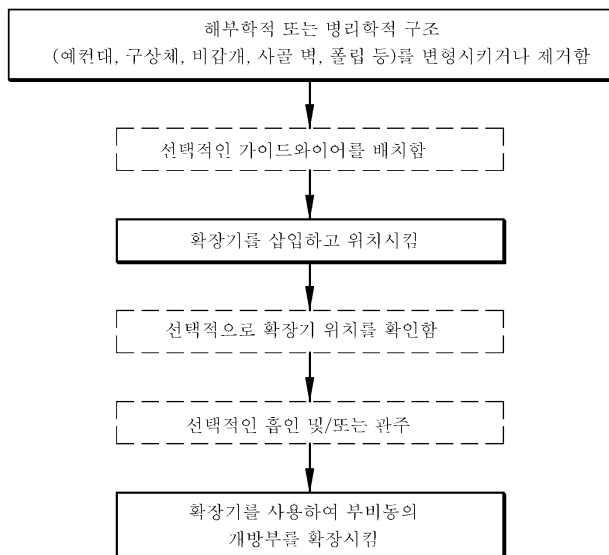 해부학적 또는 병리학적 구조
(예컨대, 구상체, 비갑개, 사골 벽, 폴립 등)를 변형시키거나 제거함
선택적인 가이드와이어를 배치함
확장기를 삽입하고 위치시킴
선택적으로 확장기 위치를 확인함
선택적인 흡인 및/또는 관주
확장기를 사용하여 부비동의
개방부를 확장시킴